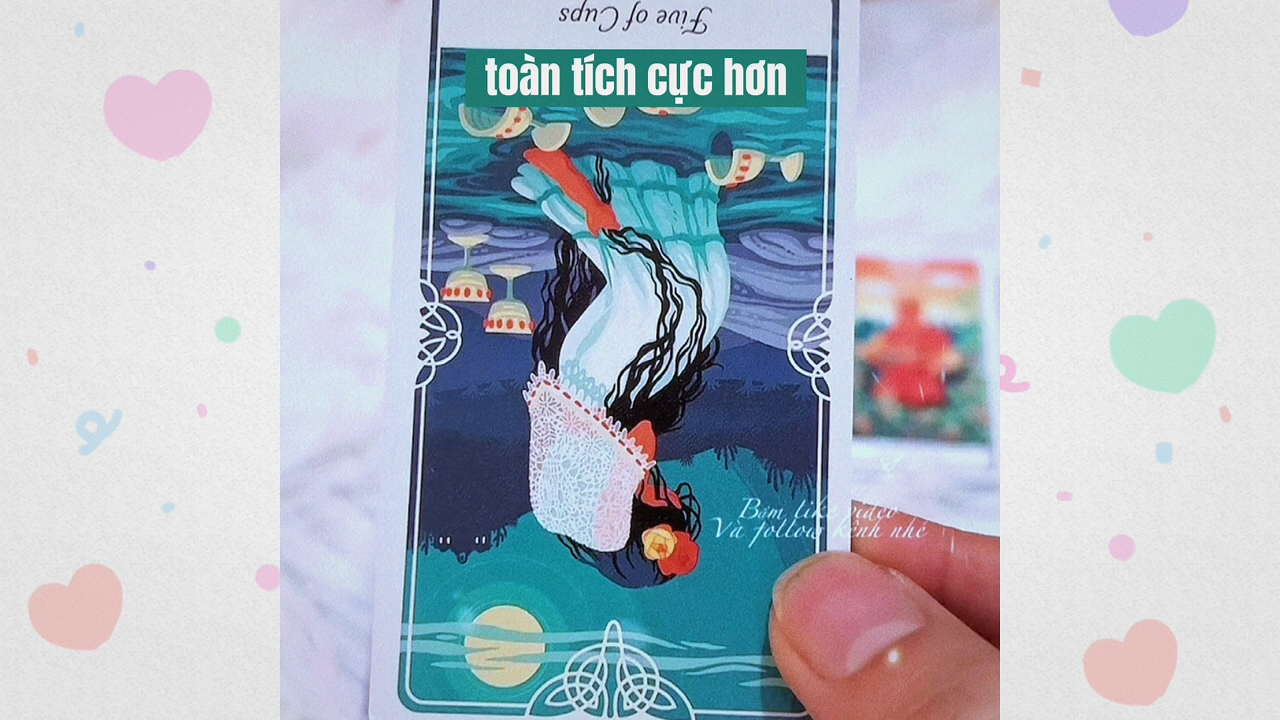 Five of Cups
toàn tích cực hơn
Bấm like video
Và follow kênh nhé